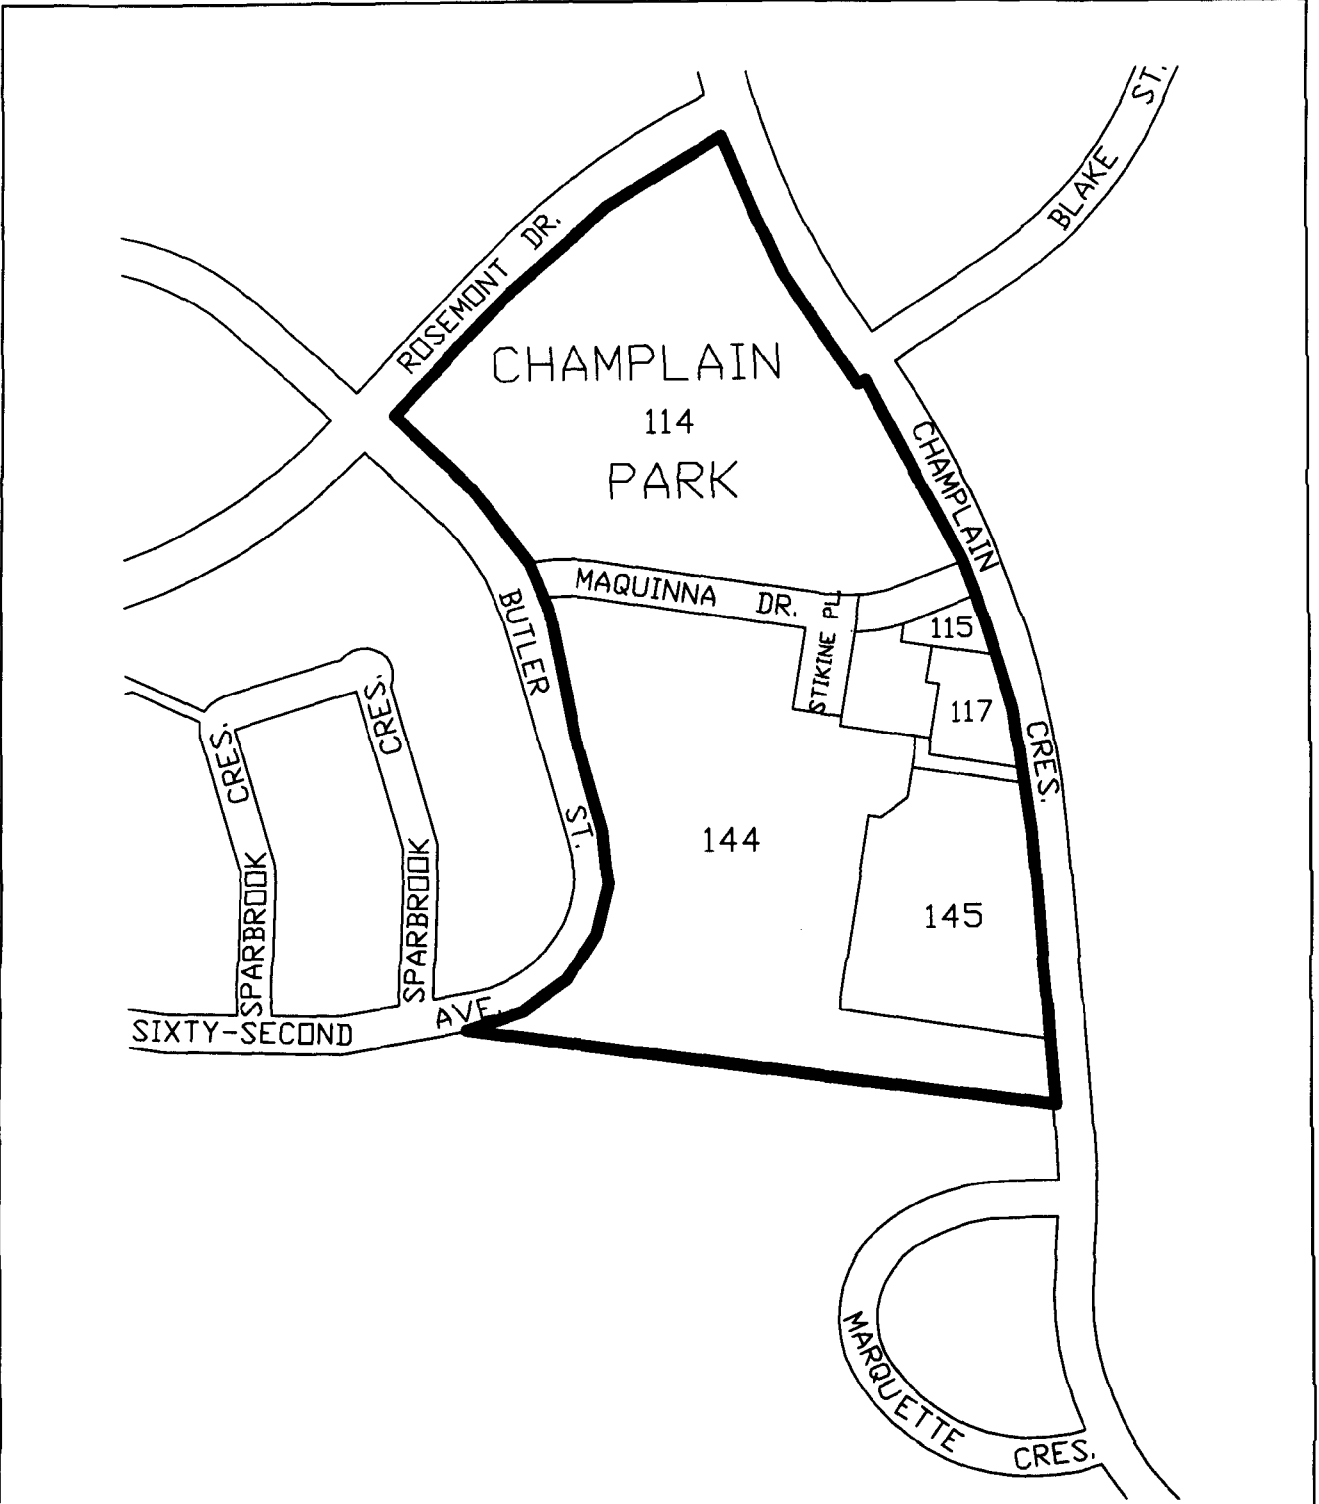 BLAKE ST.
ROSEMONT DR.
CHAMPLAIN
114
PARK
CHAMPLAIN CRES.
MAQUINNA DR.
STIKINE PL.
BUTLER ST.
115
117
144
145
SPARBROOK CRES.
SPARBROOK CRES.
SIXTY-SECOND AVE.
MARQUETTE CRES.